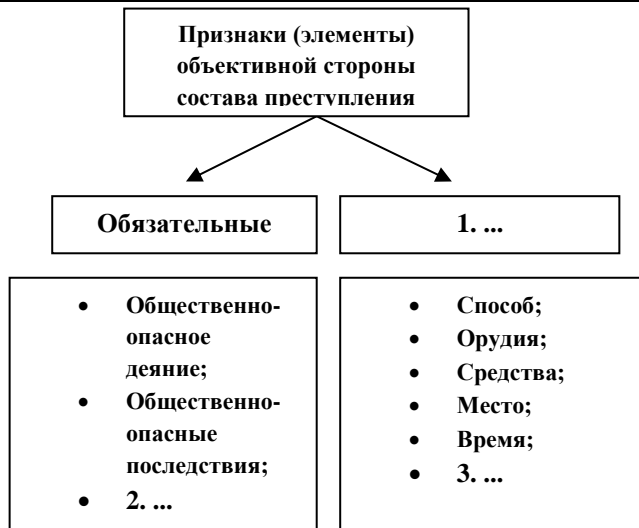 Признаки (элементы)
объективной стороны
состава преступления
Обязательные
1. ...
• Общественно-
опасное
деяние;
• Общественно-
опасные
последствия;
• 2. ...
• Способ;
• Орудия;
• Средства;
• Место;
• Время;
• 3. ...